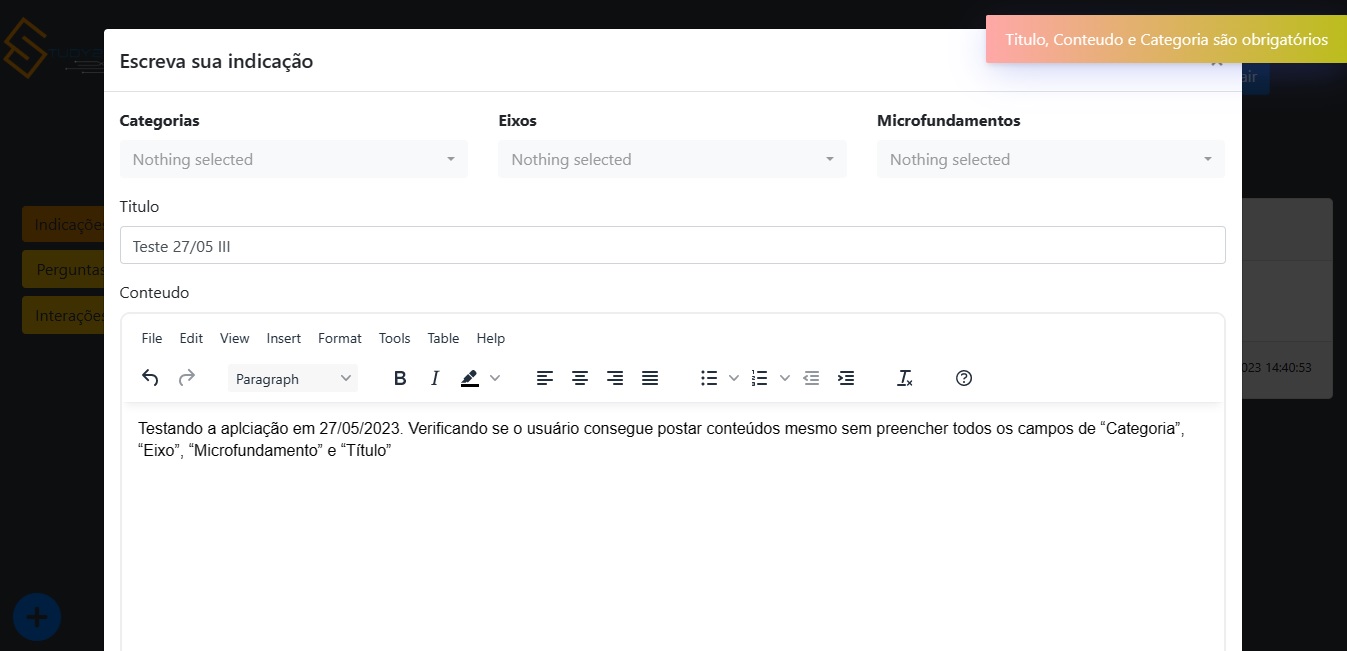 Titulo, Conteudo e Categoria são obrigatórios
Escreva sua indicação
air
Categorias
Eixos
Microfundamentos
Nothing selected
Nothing selected
Nothing selected
Titulo
Indicações
Teste 27/05 III
Perguntas
Conteudo
Interações
File Edit View Insert Format Tools Table Help
Paragraph
B I
023 14:40:53
Testando a aplciação em 27/05/2023. Verificando se o usuário consegue postar conteúdos mesmo sem preencher todos os campos de “Categoria”,
“Eixo”, “Microfundamento” e “Título”